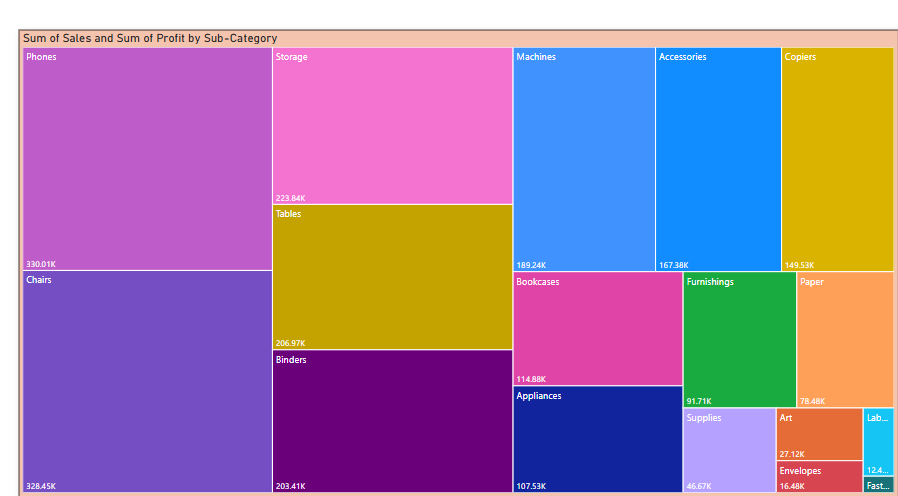 Sum of Sales and Sum of Profit by Sub-Category
Phones
330.01K
Chairs
328.45K
Storage
223.84K
Tables
206.97K
Binders
203.41K
Machines
189.24K
Accessories
167.38K
Copiers
149.53K
Bookcases
114.88K
Appliances
107.53K
Furnishings
91.71K
Paper
78.48K
Supplies
46.67K
Art
27.12K
Envelopes
16.48K
Lab...
12.4...
Fast...